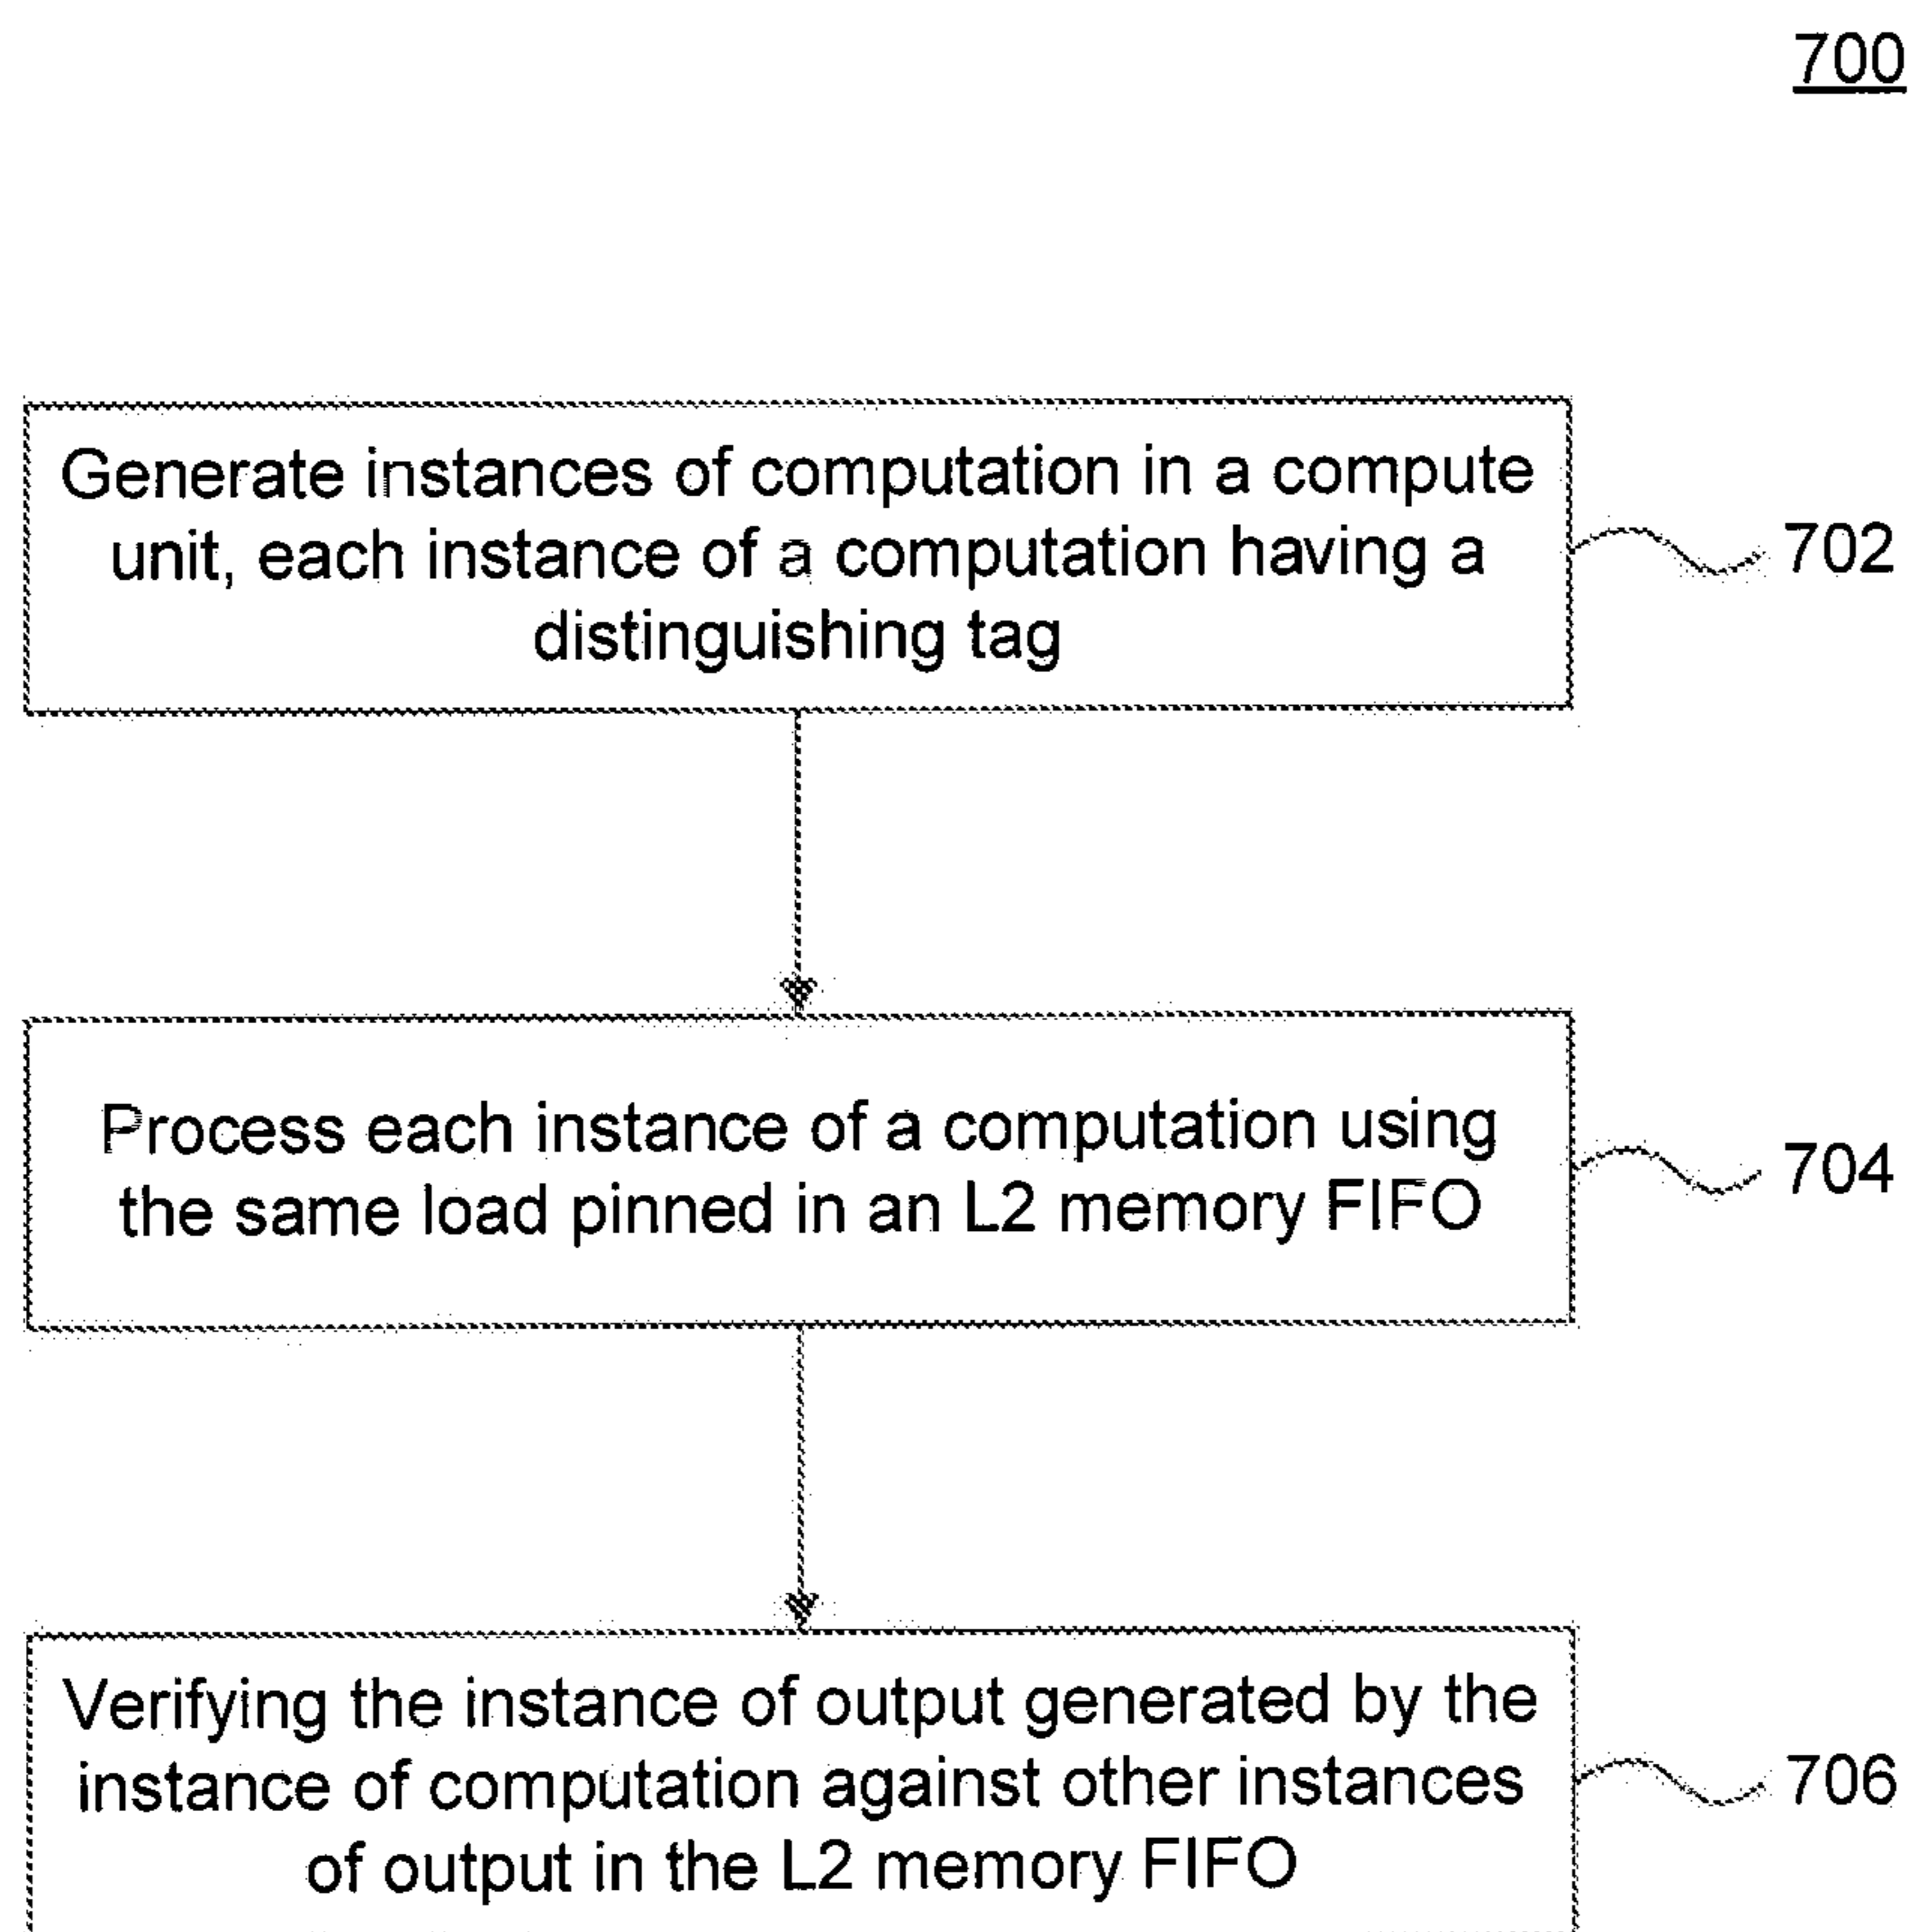 700
Generate instances of computation in a compute
unit, each instance of a computation having a
distinguishing tag
702
Process each instance of a computation using
the same load pinned in an L2 memory FIFO
704
Verifying the instance of output generated by the
instance of computation against other instances
of output in the L2 memory FIFO
706